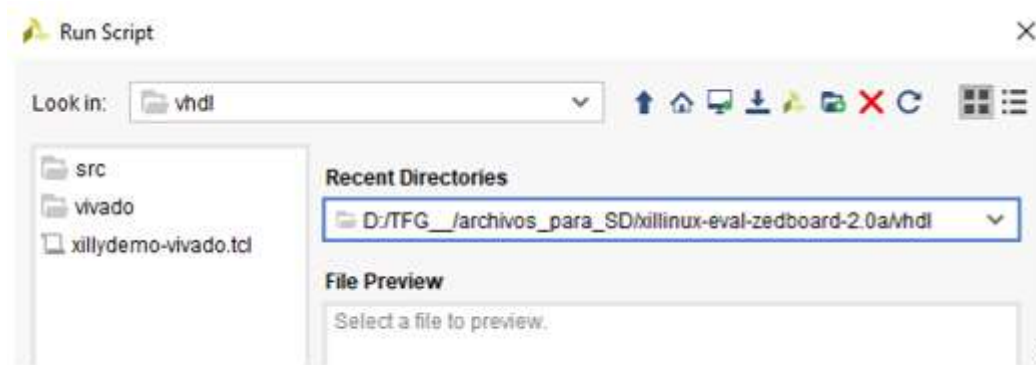 Run Script
Look in: vhdl
src
vivado
xillydemo-vivado.tcl
Recent Directories
D:/TFG__/archivos_para_SD/xillinux-eval-zedboard-2.0a/vhdl
File Preview
Select a file to preview.